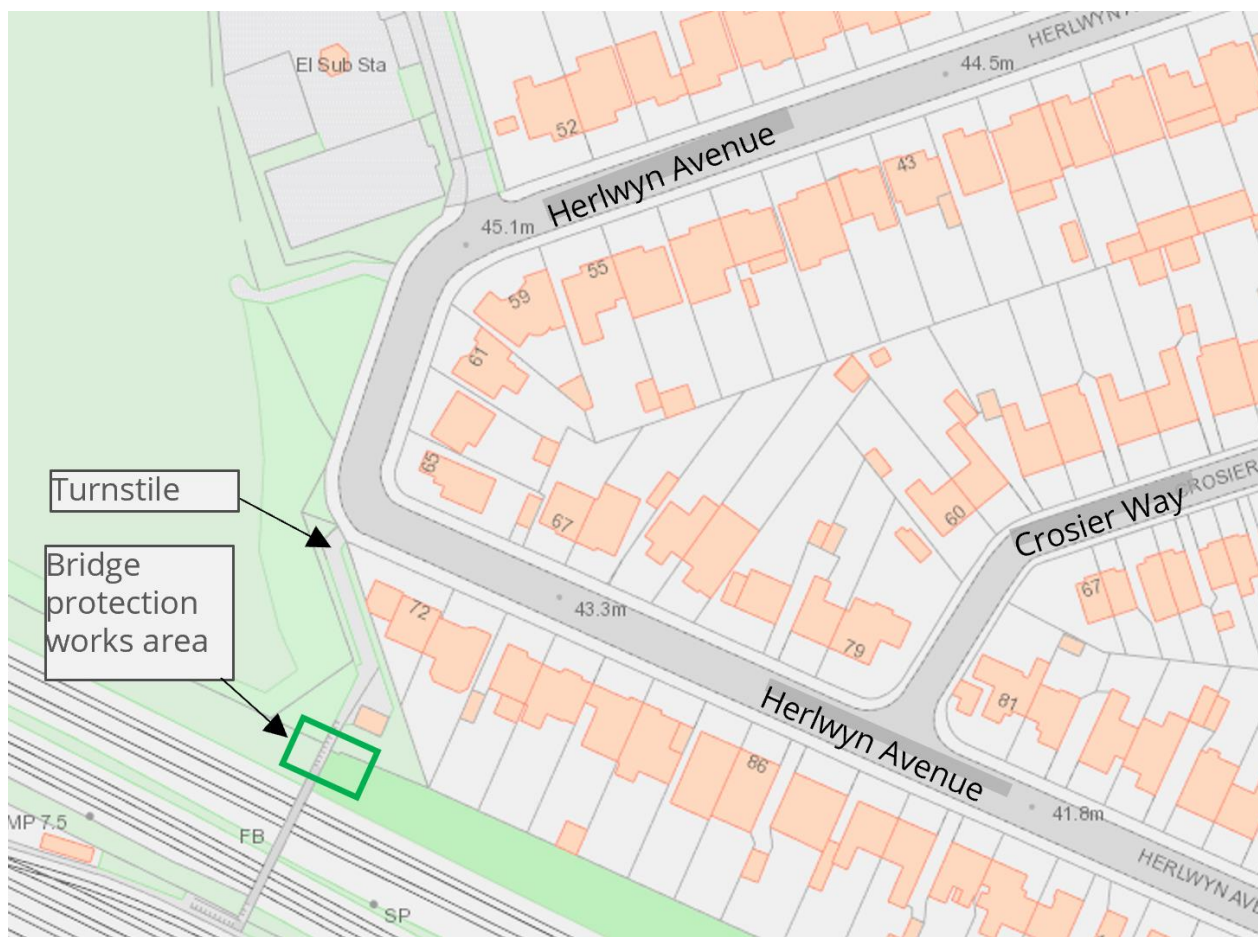 El Sub Sta
HERLWYN
44.5m
52
Herlwyn Avenue
43
45.1m
55
59
61
65
Turnstile
67
60
CROSIER
Crosier Way
Bridge
protection
works area
67
72
43.3m
79
81
Herlwyn Avenue
86
41.8m
MP 7.5
FB
HERLWYN AVE
SP